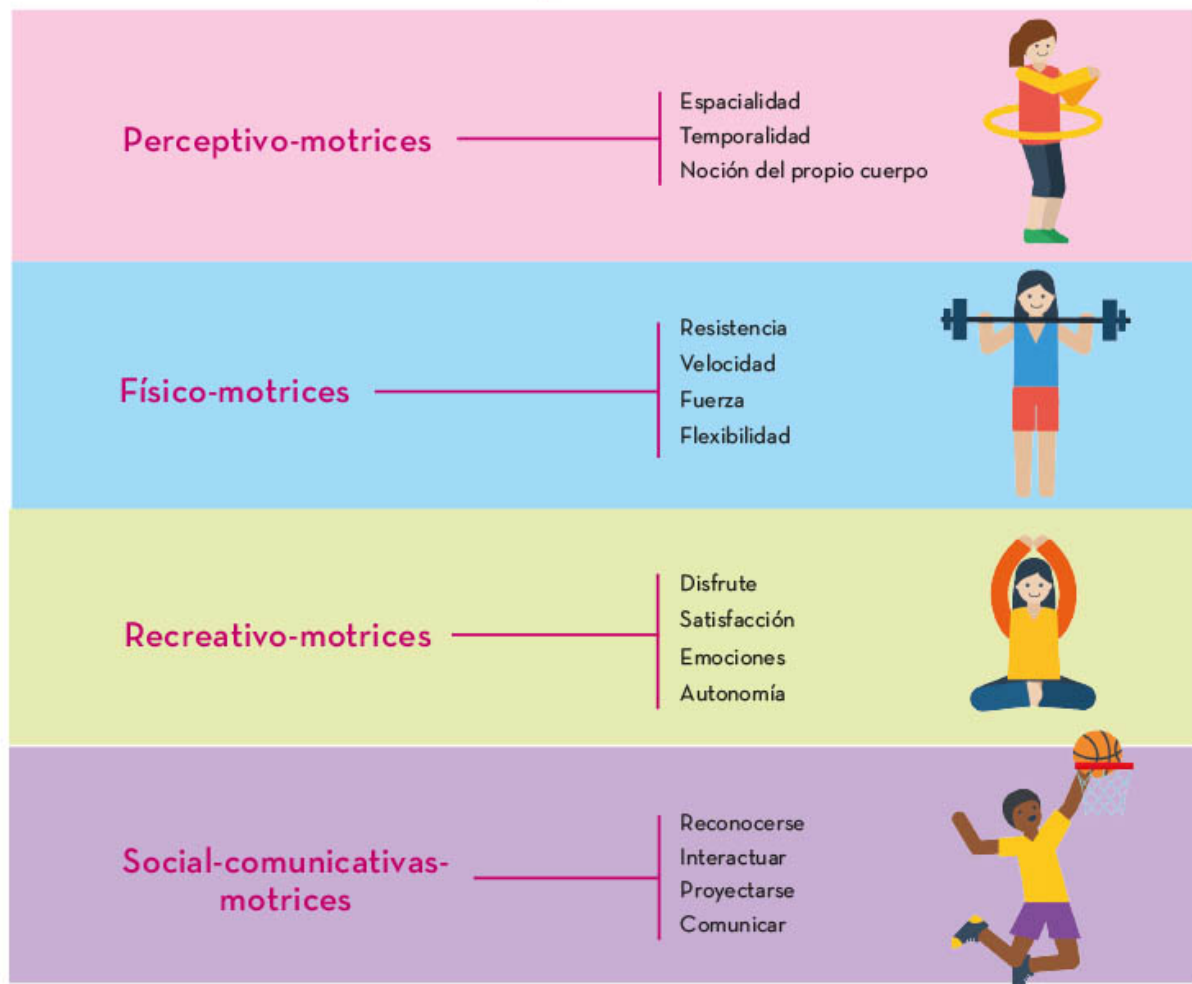 Perceptivo-motrices
Espacialidad
Temporalidad
Noción del propio cuerpo
Físico-motrices
Resistencia
Velocidad
Fuerza
Flexibilidad
Recreativo-motrices
Disfrute
Satisfacción
Emociones
Autonomía
Social-comunicativas-
motrices
Reconocerse
Interactuar
Proyectarse
Comunicar